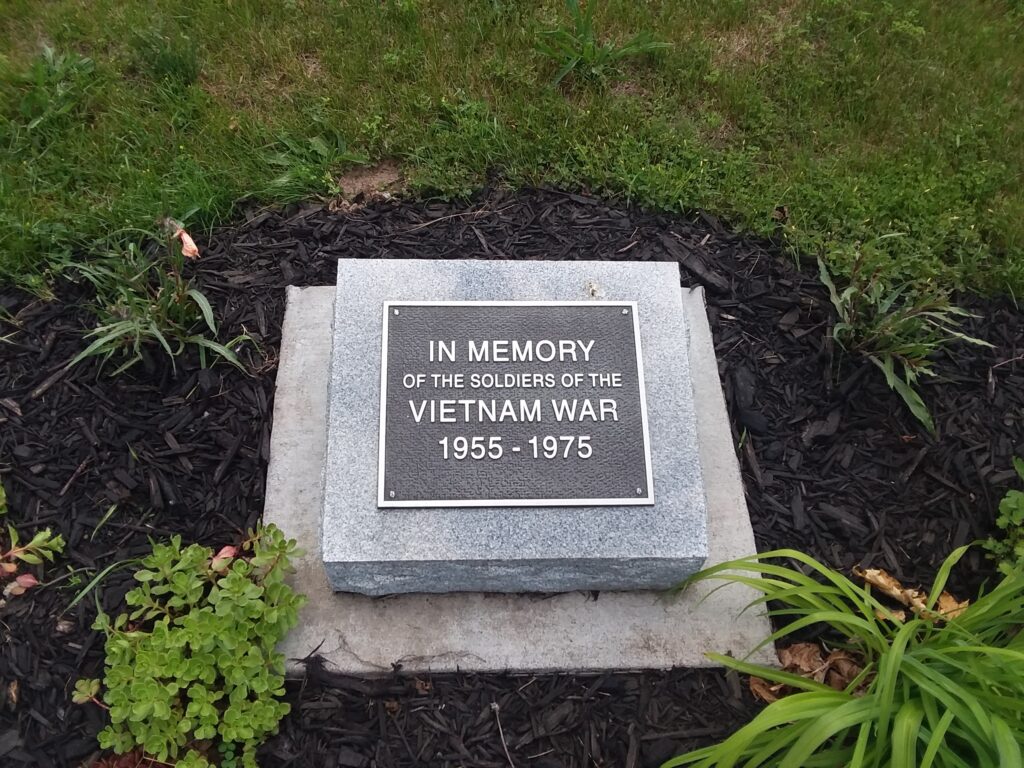 IN MEMORY
OF THE SOLDIERS OF THE
VIETNAM WAR
1955 - 1975